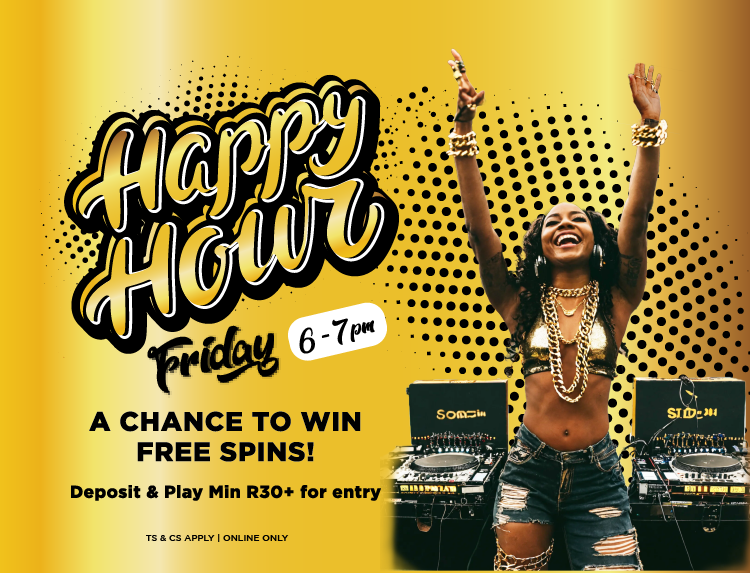 Happy
Hour
Friday
6-7pm
A CHANCE TO WIN
FREE SPINS!
Deposit & Play Min R30+ for entry
TS & CS APPLY | ONLINE ONLY